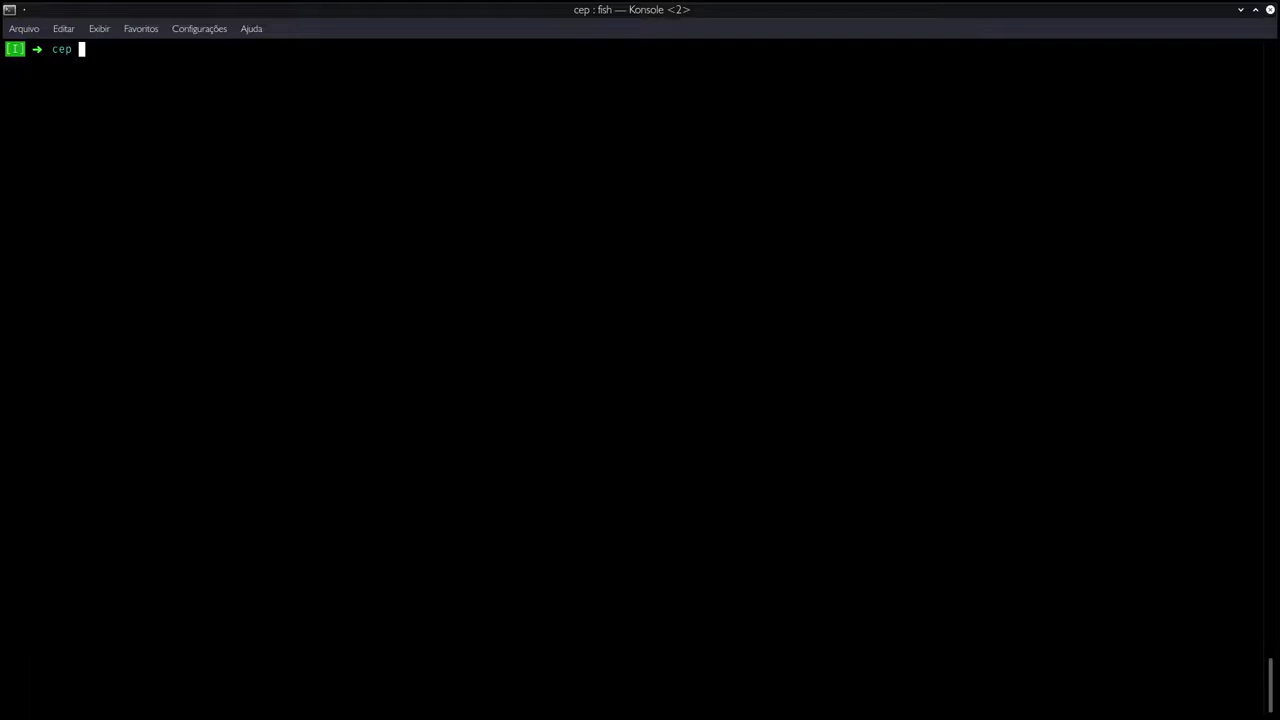 cep : fish — Konsole <2>
Arquivo Editar Exibir Favoritos Configurações Ajuda
[I] ➜ cep